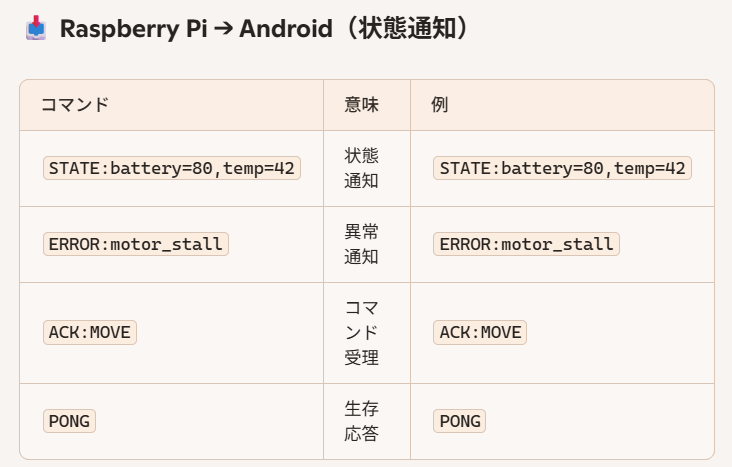 📥 Raspberry Pi → Android（状態通知）
コマンド 意味 例
STATE:battery=80,temp=42 状態通知 STATE:battery=80,temp=42
ERROR:motor_stall 異常通知 ERROR:motor_stall
ACK:MOVE コマンド受理 ACK:MOVE
PONG 生存応答 PONG